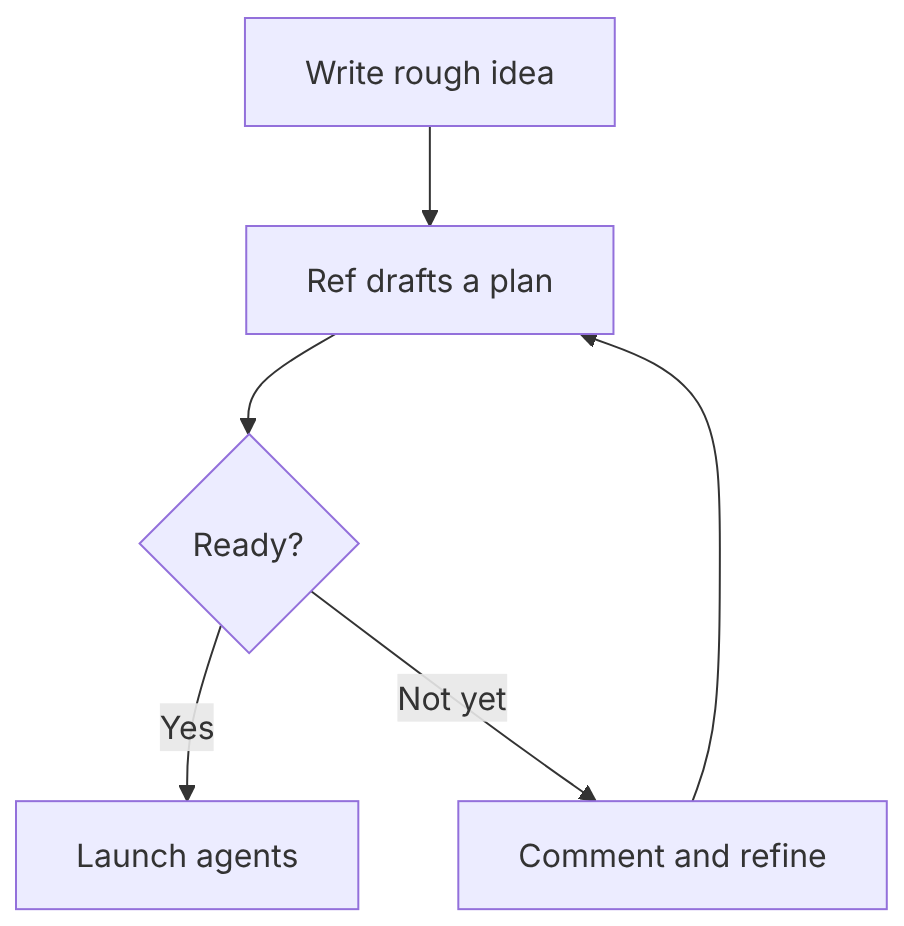 Write rough idea
Ref drafts a plan
Ready?
Not yet
Yes
Launch agents
Comment and refine